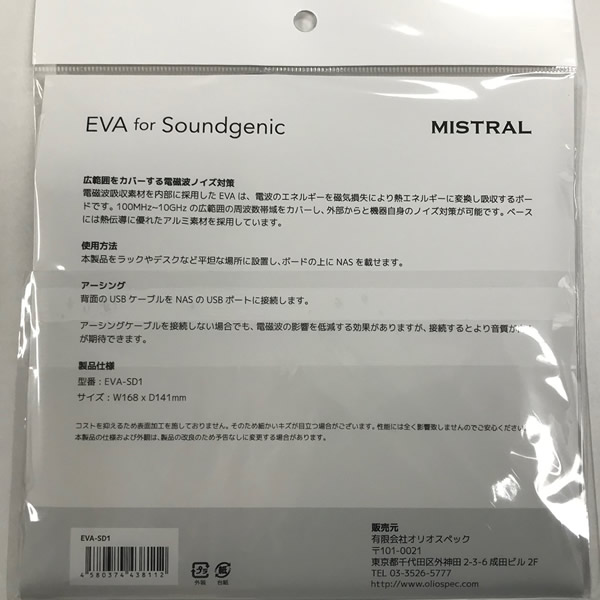 EVA for Soundgenic
MISTRAL
広範囲をカバーする電磁波ノイズ対策
電磁波吸収素材を内部に採用した EVA は、電波のエネルギーを磁気損失により熱エネルギーに変換し吸収するボー
ドです。100MHz~10GHz の広範囲の周波数帯域をカバーし、外部からと機器自身のノイズ対策が可能です。ベース
には熱伝導に優れたアルミ素材を採用しています。
使用方法
本製品をラックやデスクなど平坦な場所に設置し、ボードの上に NAS を載せます。
アーシング
背面の USB ケーブルを NAS の USB ポートに接続します。
アーシングケーブルを接続しない場合でも、電磁波の影響を低減する効果がありますが、接続するとより音質が
が期待できます。
製品仕様
型番：EVA-SD1
サイズ：W168 x D141mm
コストを抑えるため表面加工を施しておりません。そのため細かいキズが目立つ場合がございます。性能には全く影響致しませんのでご安心ください。
本製品の仕様および外観は、製品の改良のため予告なしに変更する場合があります。
EVA-SD1
4 580374 438112
外箱
台紙
販売元
有限会社オリオスペック
〒101-0021
東京都千代田区外神田 2-3-6 成田ビル 2F
TEL 03-3526-5777
http://www.oliospec.com